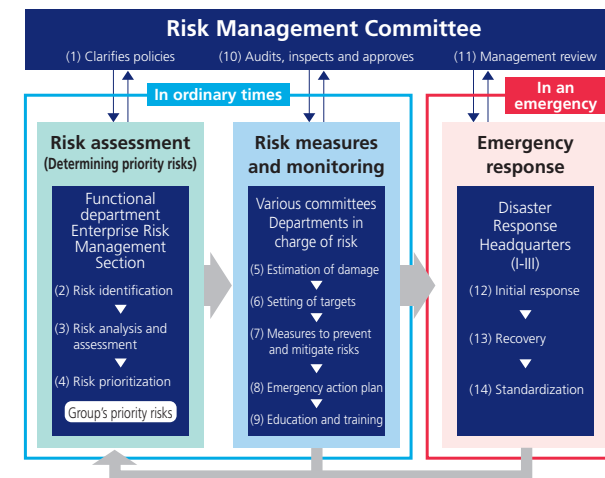 Risk Management Committee
(1) Clarifies policies
(10) Audits, inspects and approves
(11) Management review
In ordinary times
In an
emergency
Risk assessment
(Determining priority risks)
Functional
department
Enterprise Risk
Management
Section
(2) Risk identification
(3) Risk analysis and
assessment
(4) Risk prioritization
Group's priority risks
Risk measures
and monitoring
Various committees
Departments in
charge of risk
(5) Estimation of damage
(6) Setting of targets
(7) Measures to prevent
and mitigate risks
(8) Emergency action plan
(9) Education and training
Emergency
response
Disaster
Response
Headquarters
(I-III)
(12) Initial response
(13) Recovery
(14) Standardization